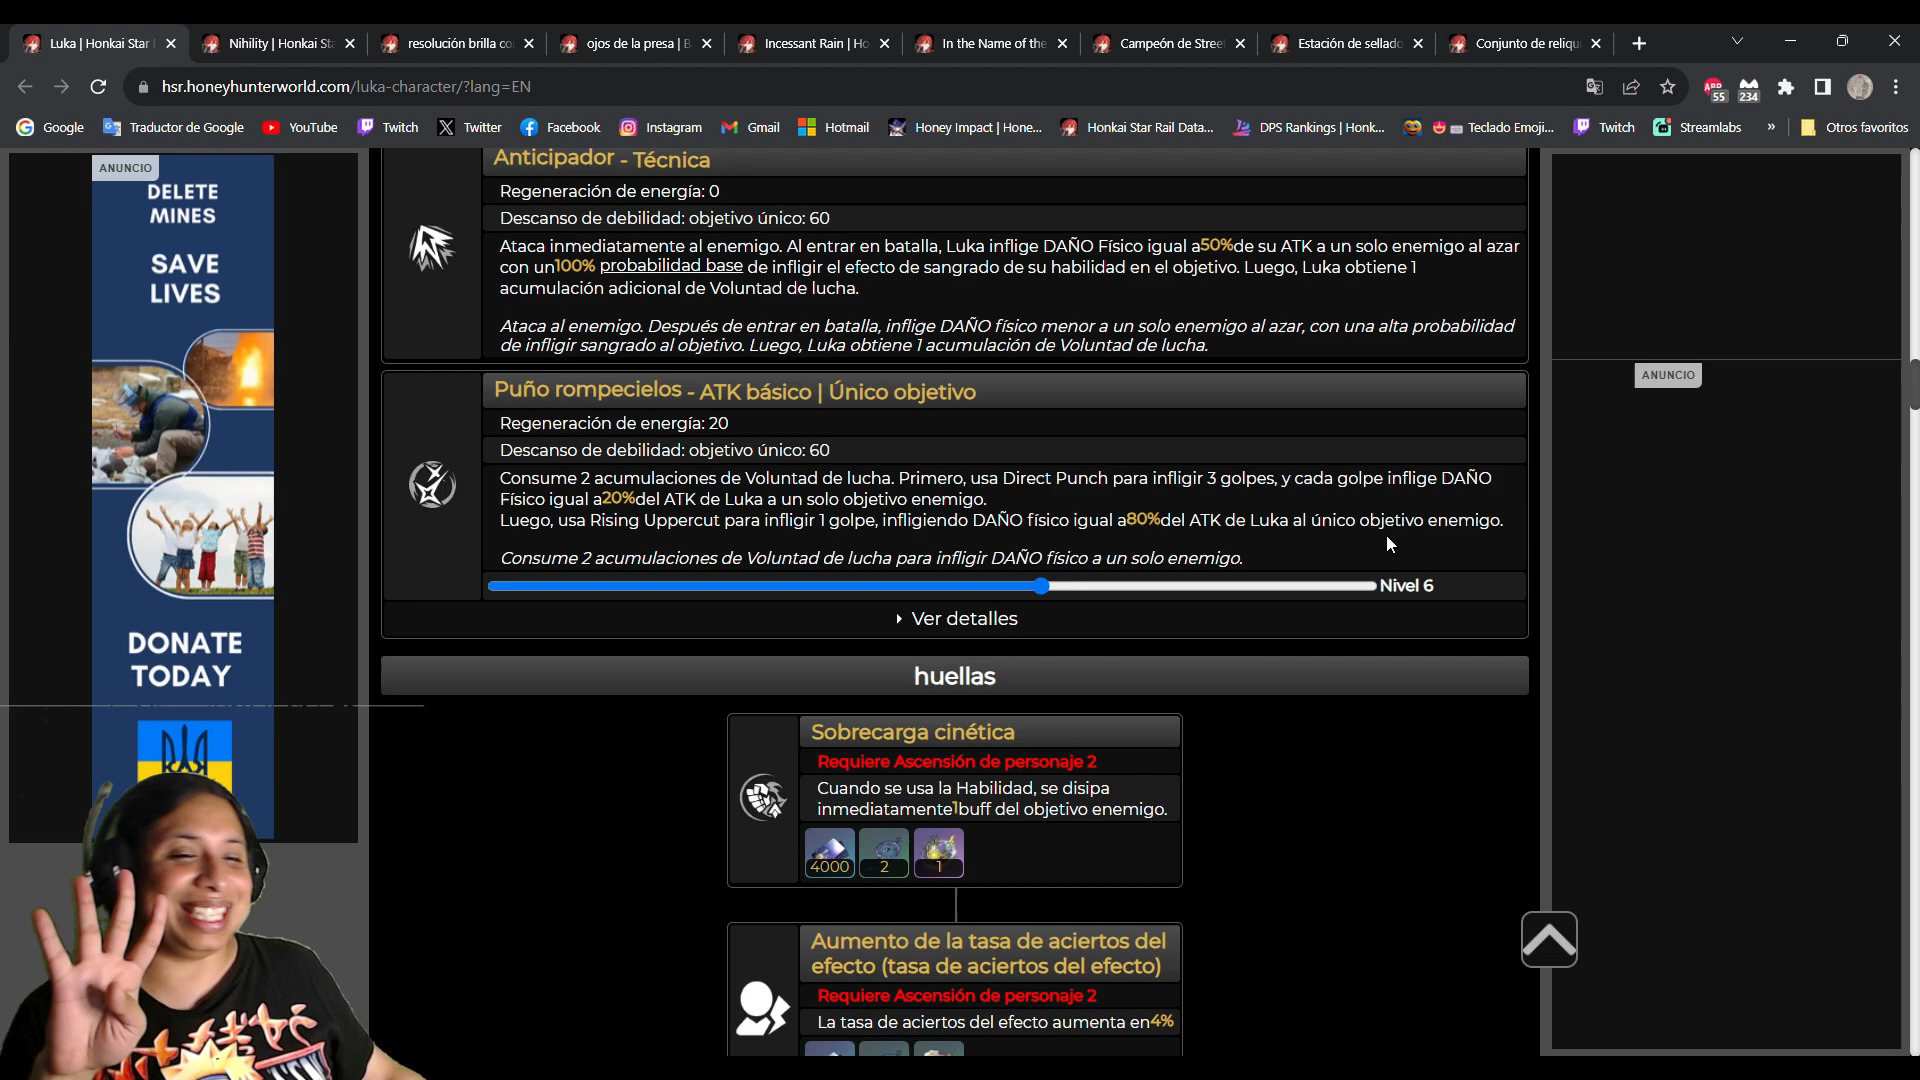 Luka | Honkai Star
Nihility | Honkai St
resolución brilla co
ojos de la presa | B
Incessant Rain | Ho
In the Name of the
Campeón de Street
Estación de sellado
Conjunto de reliqu
hsr.honeyhunterworld.com/luka-character/?lang=EN
ABP
55
234
Google
Traductor de Google
YouTube
Twitch
Twitter
Facebook
Instagram
Gmail
Hotmail
Honey Impact | Hone...
Honkai Star Rail Data...
DPS Rankings | Honk...
Teclado Emoji...
Twitch
Streamlabs
»
Otros favoritos
ANUNCIO
DELETE
MINES
SAVE
LIVES
DONATE
TODAY
Anticipador - Técnica
Regeneración de energía: 0
Descanso de debilidad: objetivo único: 60
Ataca inmediatamente al enemigo. Al entrar en batalla, Luka inflige DAÑO Físico igual a50%de su ATK a un solo enemigo al azar
con un100% probabilidad base de infligir el efecto de sangrado de su habilidad en el objetivo. Luego, Luka obtiene 1
acumulación adicional de Voluntad de lucha.
Ataca al enemigo. Después de entrar en batalla, inflige DAÑO físico menor a un solo enemigo al azar, con una alta probabilidad
de infligir sangrado al objetivo. Luego, Luka obtiene 1 acumulación de Voluntad de lucha.
Puño rompecielos - ATK básico | Único objetivo
Regeneración de energía: 20
Descanso de debilidad: objetivo único: 60
Consume 2 acumulaciones de Voluntad de lucha. Primero, usa Direct Punch para infligir 3 golpes, y cada golpe inflige DAÑO
Físico igual a20%del ATK de Luka a un solo objetivo enemigo.
Luego, usa Rising Uppercut para infligir 1 golpe, infligiendo DAÑO físico igual a80%del ATK de Luka al único objetivo enemigo.
Consume 2 acumulaciones de Voluntad de lucha para infligir DAÑO físico a un solo enemigo.
Nivel 6
Ver detalles
huellas
Sobrecarga cinética
Requiere Ascensión de personaje 2
Cuando se usa la Habilidad, se disipa
inmediatamente1buff del objetivo enemigo.
4000
2
1
Aumento de la tasa de aciertos del
efecto (tasa de aciertos del efecto)
Requiere Ascensión de personaje 2
La tasa de aciertos del efecto aumenta en4%
ANUNCIO